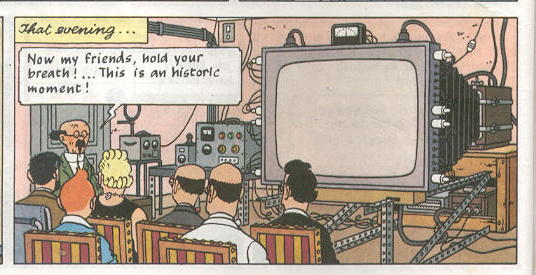 That evening...
Now my friends, hold your
breath!... This is an historic
moment!